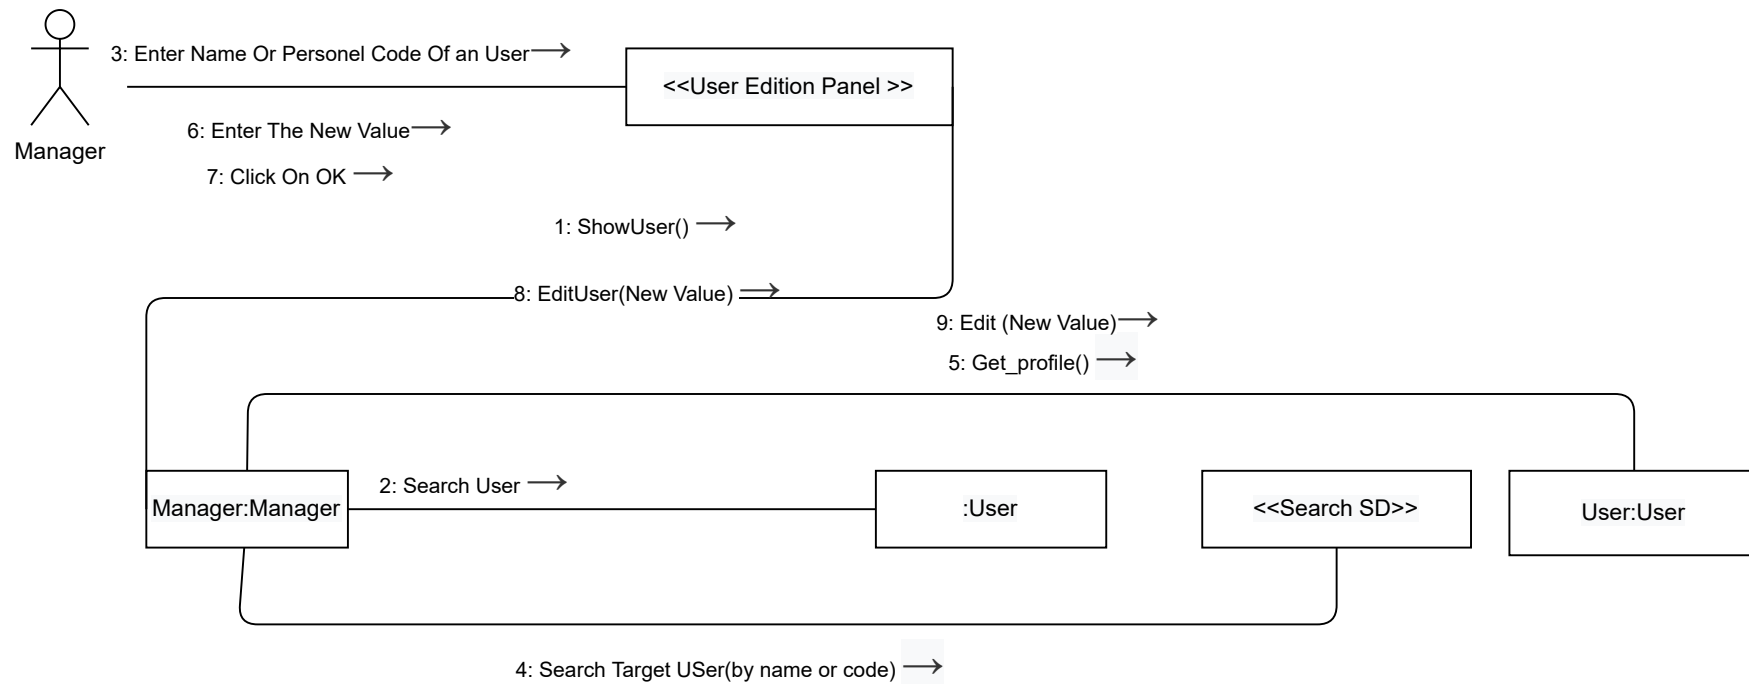 3: Enter Name Or Personel Code Of an User
<<User Edition Panel >>
6: Enter The New Value
Manager
7: Click On OK
1: ShowUser()
8: EditUser(New Value)
9: Edit (New Value)
5: Get_profile()
2: Search User
Manager:Manager
:User
<<Search SD>>
User:User
4: Search Target USer(by name or code)